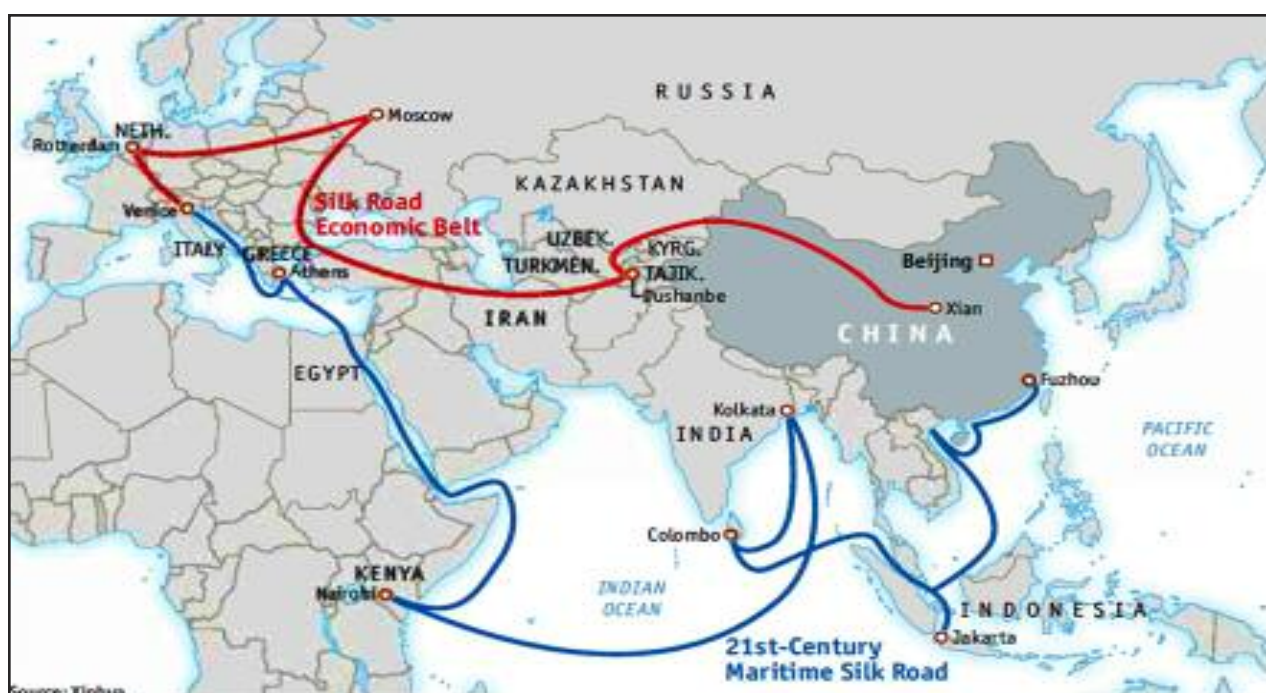 RUSSIA
Moscow
NETH.
Rotterdam
KAZAKHSTAN
Silk Road
Economic Belt
Venice
UZBEK.
KYRG.
ITALY
GREECE
Athens
TURKMEN.
TAJIK.
Dushanbe
Beijing
Xian
IRAN
CHINA
EGYPT
Fuzhou
Kolkata
INDIA
PACIFIC
OCEAN
Colombo
KENYA
Nairobi
INDIAN
OCEAN
INDONESIA
Jakarta
21st-Century
Maritime Silk Road
Source: Xinhua